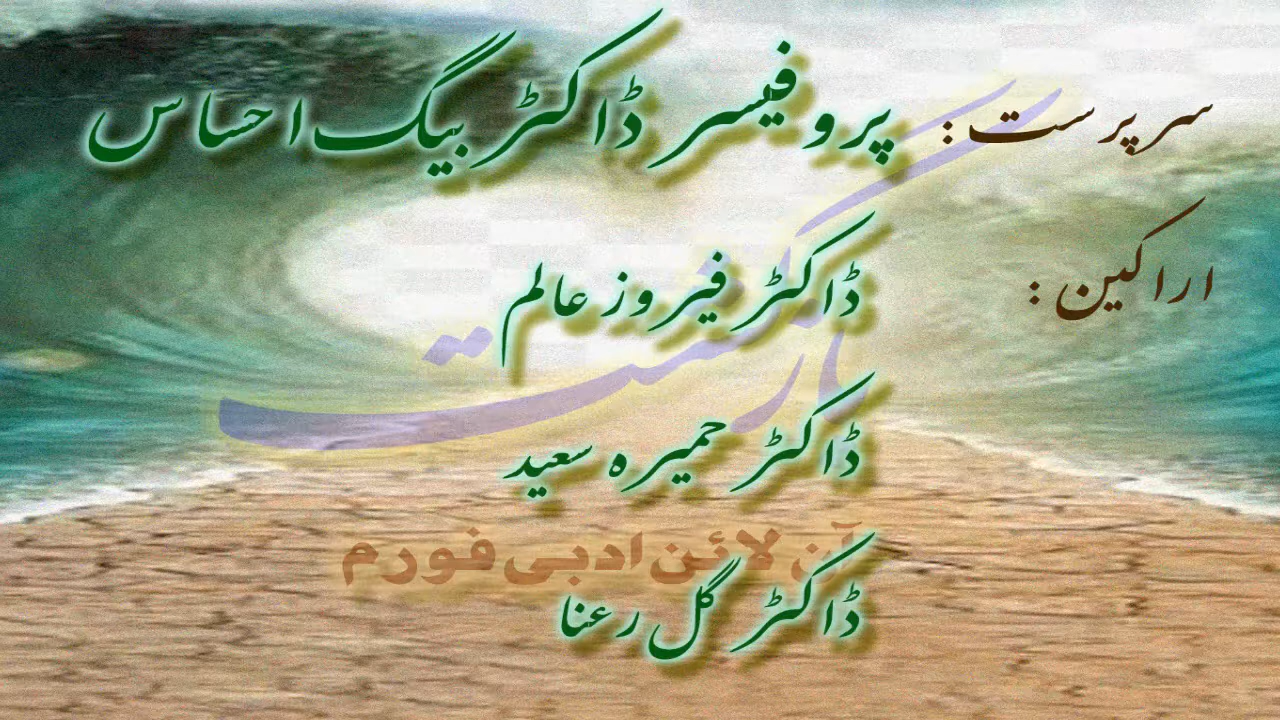 سرپرست : پروفیسر ڈاکٹر بیگ احساس
اراکین : ڈاکٹر فیروز عالم
بازگشت
ڈاکٹر حمیرہ سعید
آن لائن ادبی فورم
ڈاکٹر گل رعنا